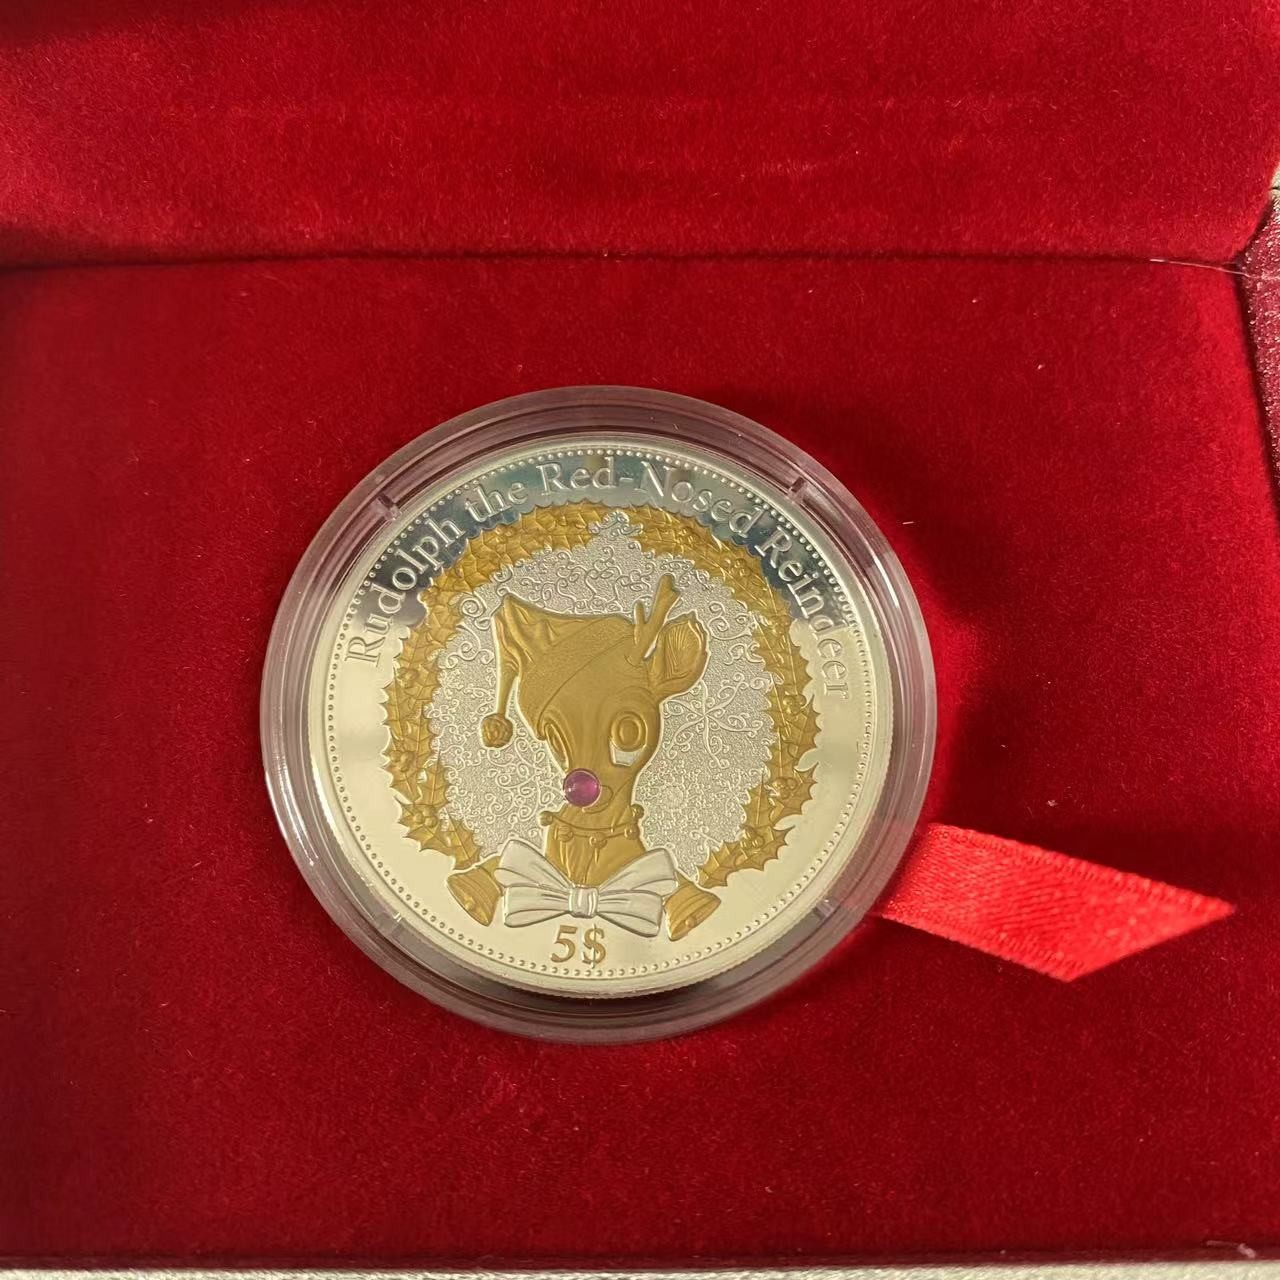 Rudolph the Red-Nosed Reindeer
5$